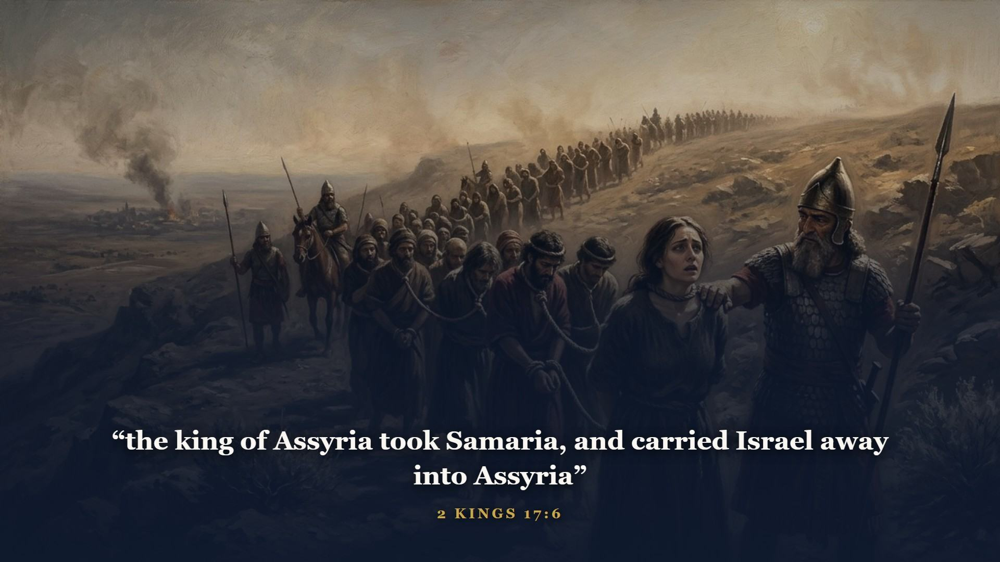 “the king of Assyria took Samaria, and carried Israel away
into Assyria”
2 KINGS 17:6